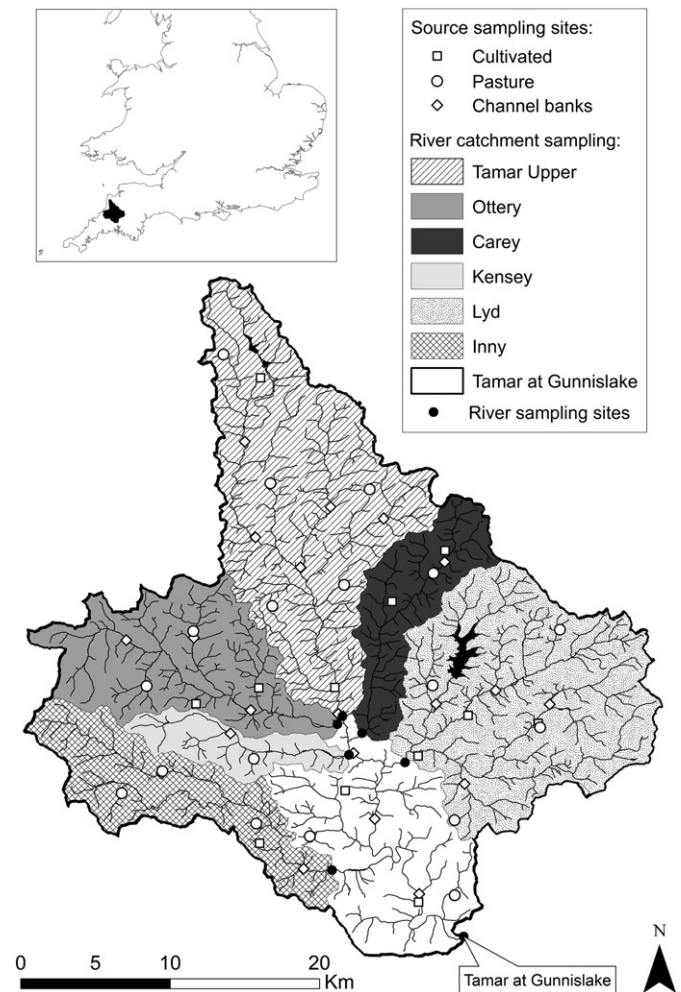 Source sampling sites:
Cultivated
Pasture
Channel banks
River catchment sampling:
Tamar Upper
Ottery
Carey
Kensey
Lyd
Inny
Tamar at Gunnislake
River sampling sites
N
0 5 10 20 Km
Tamar at Gunnislake